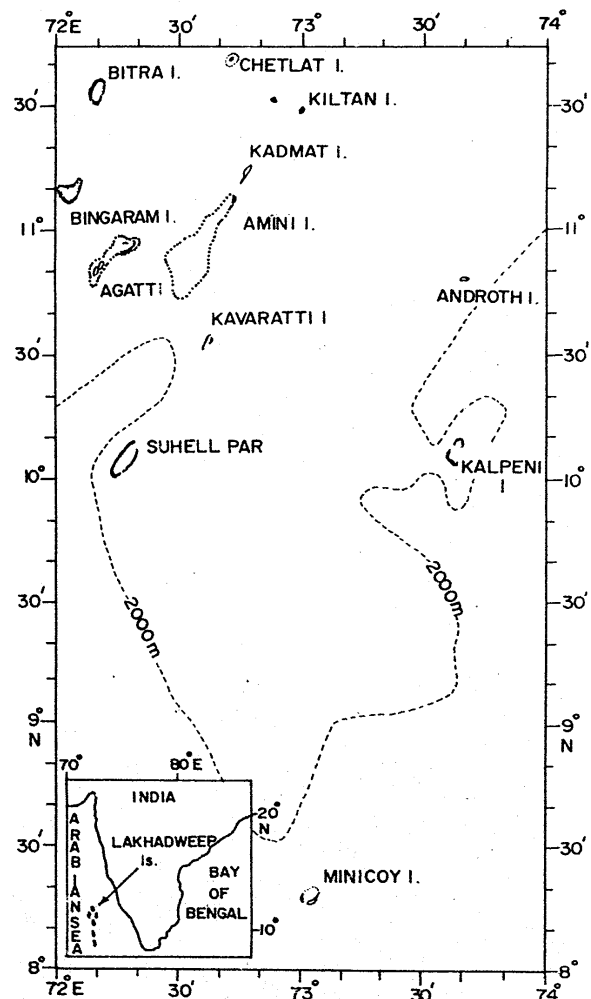 72°E 30' 73° 30' 74°
BITRA I.
CHETLAT I.
30' 30'
KILTAN I.
KADMAT I.
BINGARAM I.
AMINI I.
11° 11°
AGATTI
ANDROTH I.
KAVARATTI I
30' 30'
SUHELL PAR
KALPENI
I
10° 10°
2000m
2000m
30' 30'
9° 9°
N N
70° 80°E
INDIA
20°
N
ARABIAN SEA
LAKHADWEEP
Is.
BAY
OF
BENGAL
10°
30' 30'
MINICOY I.
8° 8°
72°E 30' 73° 30' 74°